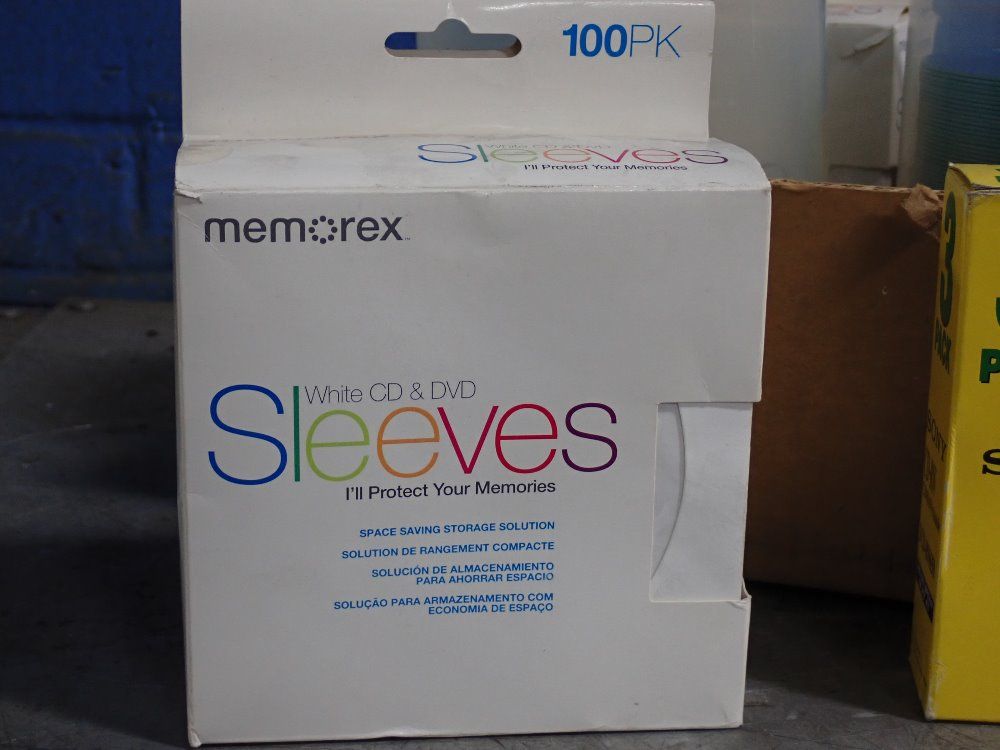 100PK
White CD & DVD
Sleeves
I'll Protect Your Memories
memorex
White CD & DVD
Sleeves
I'll Protect Your Memories
SPACE SAVING STORAGE SOLUTION
SOLUTION DE RANGEMENT COMPACTE
SOLUCIÓN DE ALMACENAMIENTO
PARA AHORRAR ESPACIO
SOLUÇÃO PARA ARMAZENAMENTO COM
ECONOMIA DE ESPAÇO
3
PACK
SONY